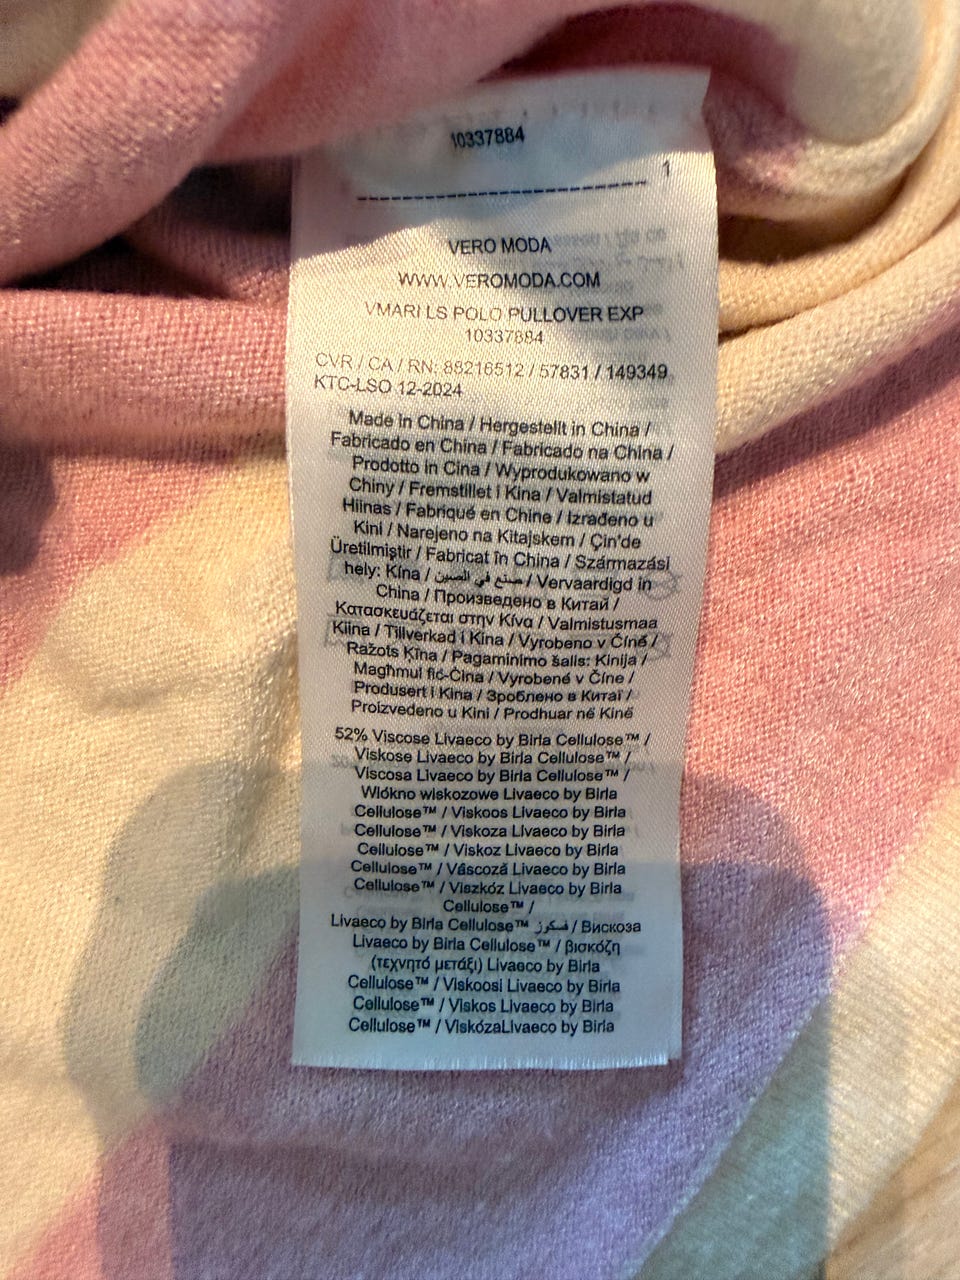 10337884
1
VERO MODA
WWW.VEROMODA.COM
VMARI LS POLO PULLOVER EXP
10337884
CVR / CA / RN: 88216512 / 57831 / 149349
KTC-LSO 12-2024
Made in China / Hergestellt in China /
Fabricado en China / Fabricado na China /
Prodotto in Cina / Wyprodukowano w
Chiny / Fremstillet i Kina / Valmistatud
Hiinas / Fabriqué en Chine / Izrađeno u
Kini / Narejeno na Kitajskem / Çin'de
Üretilmiştir / Fabricat în China / Származási
hely: Kína / صنع في الصين / Vervaardigd in
China / Произведено в Китай /
Κατασκευάζεται στην Κίνα / Valmistusmaa
Kiina / Tillverkad i Kina / Vyrobeno v Číně /
Ražots Ķīna / Pagaminimo šalis: Kinija /
Magħmul fiċ-Ċina / Vyrobené v Číne /
Produsert i Kina / Зроблено в Китаї /
Proizvedeno u Kini / Prodhuar në Kinë
52% Viscose Livaeco by Birla Cellulose™ /
Viskose Livaeco by Birla Cellulose™ /
Viscosa Livaeco by Birla Cellulose™ /
Włókno wiskozowe Livaeco by Birla
Cellulose™ / Viskoos Livaeco by Birla
Cellulose™ / Viskoza Livaeco by Birla
Cellulose™ / Viskoz Livaeco by Birla
Cellulose™ / Vâscoză Livaeco by Birla
Cellulose™ / Viszkóz Livaeco by Birla
Cellulose™ /
Livaeco by Birla Cellulose™ فسكوز / Вискоза
Livaeco by Birla Cellulose™ / βισκόζη
(τεχνητό μετάξι) Livaeco by Birla
Cellulose™ / Viskoosi Livaeco by Birla
Cellulose™ / Viskos Livaeco by Birla
Cellulose™ / ViskózaLivaeco by Birla